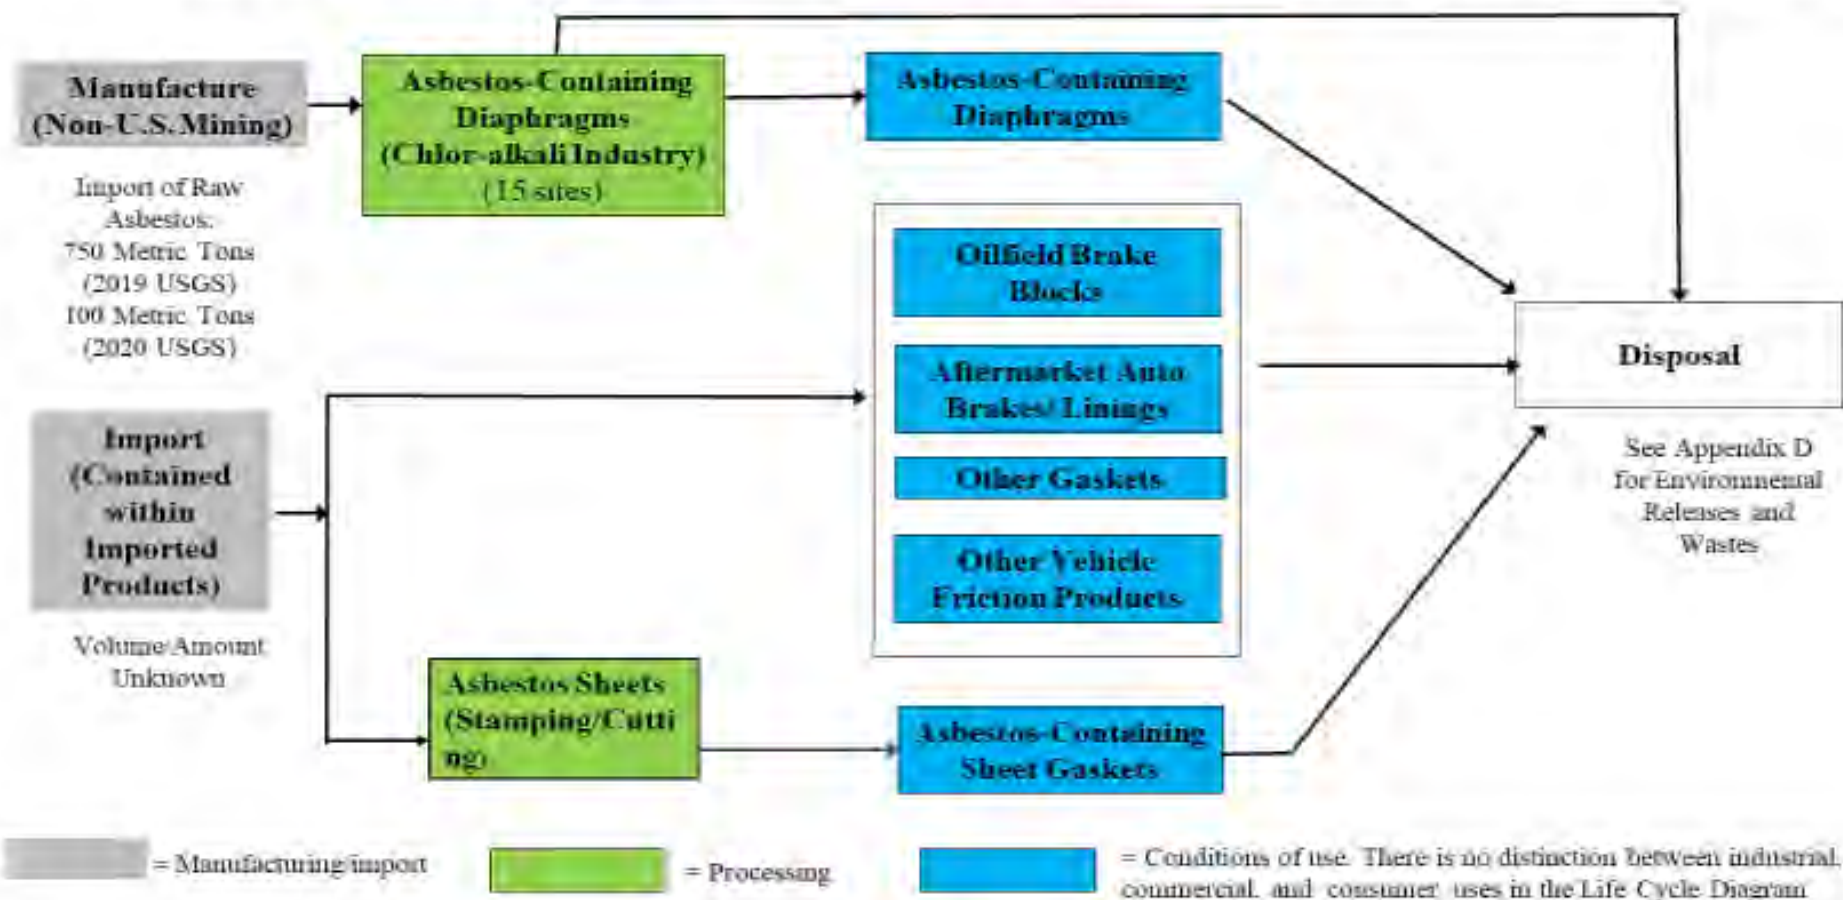 Manufacture
(Non-U.S. Mining)
Import of Raw
Asbestos:
750 Metric Tons
(2019 USGS)
100 Metric Tons
(2020 USGS)
Import
(Contained
within
Imported
Products)
Volume/Amount
Unknown
Asbestos-Containing
Diaphragms
(Chlor-alkali Industry)
(15 sites)
Asbestos Sheets
(Stamping/Cutti
ng)
Asbestos-Containing
Diaphragms
Oilfield Brake
Blocks
Aftermarket Auto
Brakes/ Linings
Other Gaskets
Other Vehicle
Friction Products
Asbestos-Containing
Sheet Gaskets
Disposal
See Appendix D
for Environmental
Releases and
Wastes
= Manufacturing/import
= Processing
= Conditions of use. There is no distinction between industrial,
commercial, and consumer uses in the Life Cycle Diagram